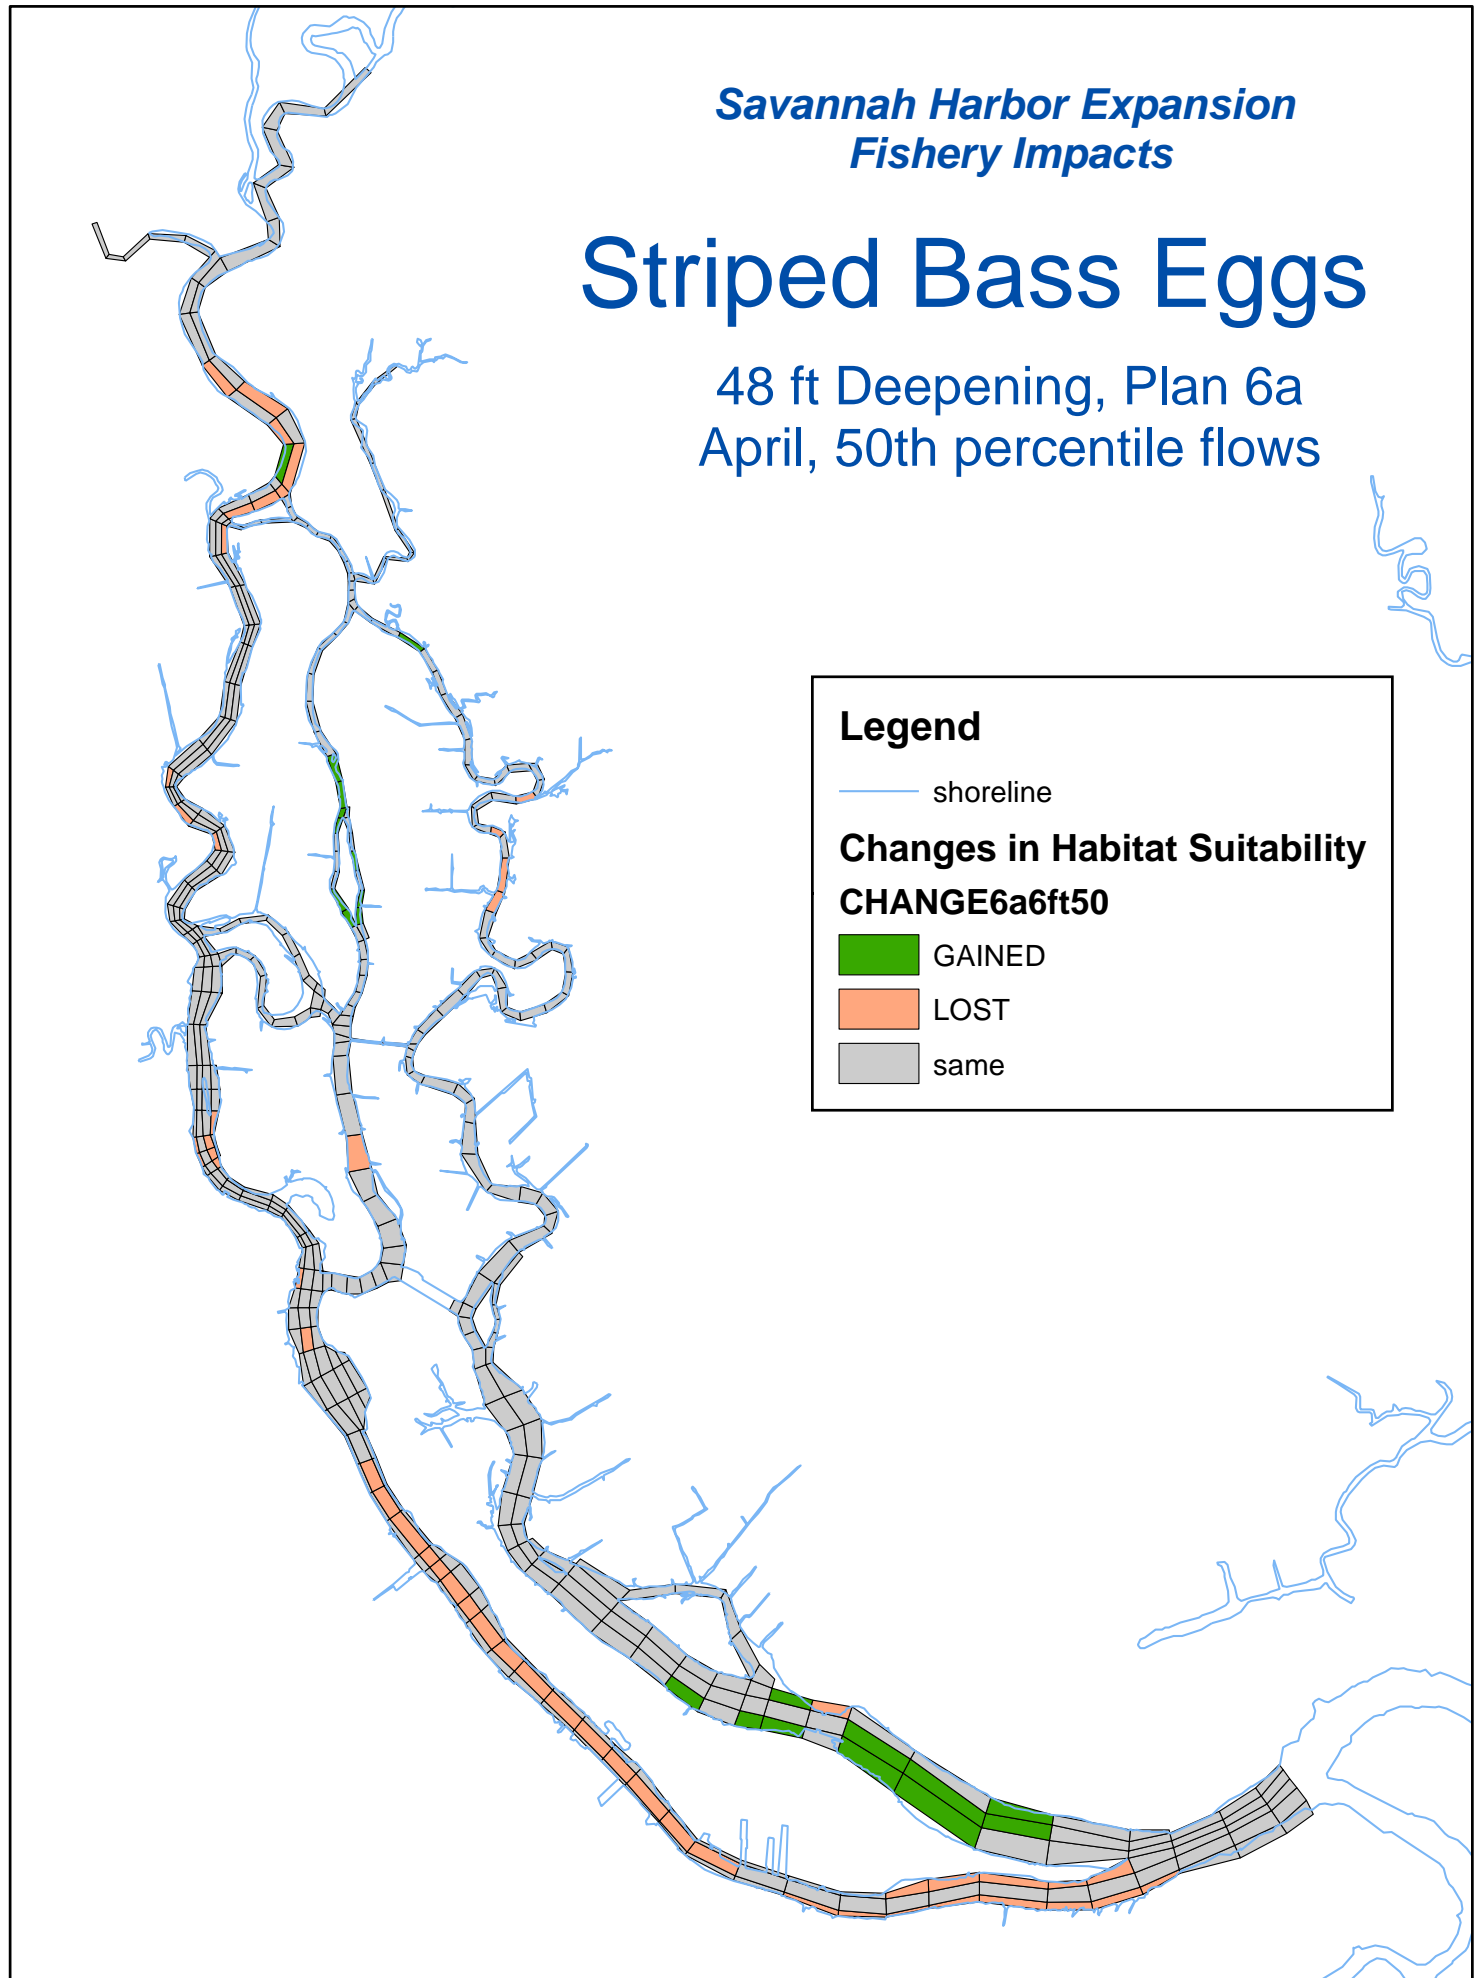 Savannah Harbor Expansion
Fishery Impacts
Striped Bass Eggs
48 ft Deepening, Plan 6a
April, 50th percentile flows
Legend
shoreline
Changes in Habitat Suitability
CHANGE6a6ft50
GAINED
LOST
same